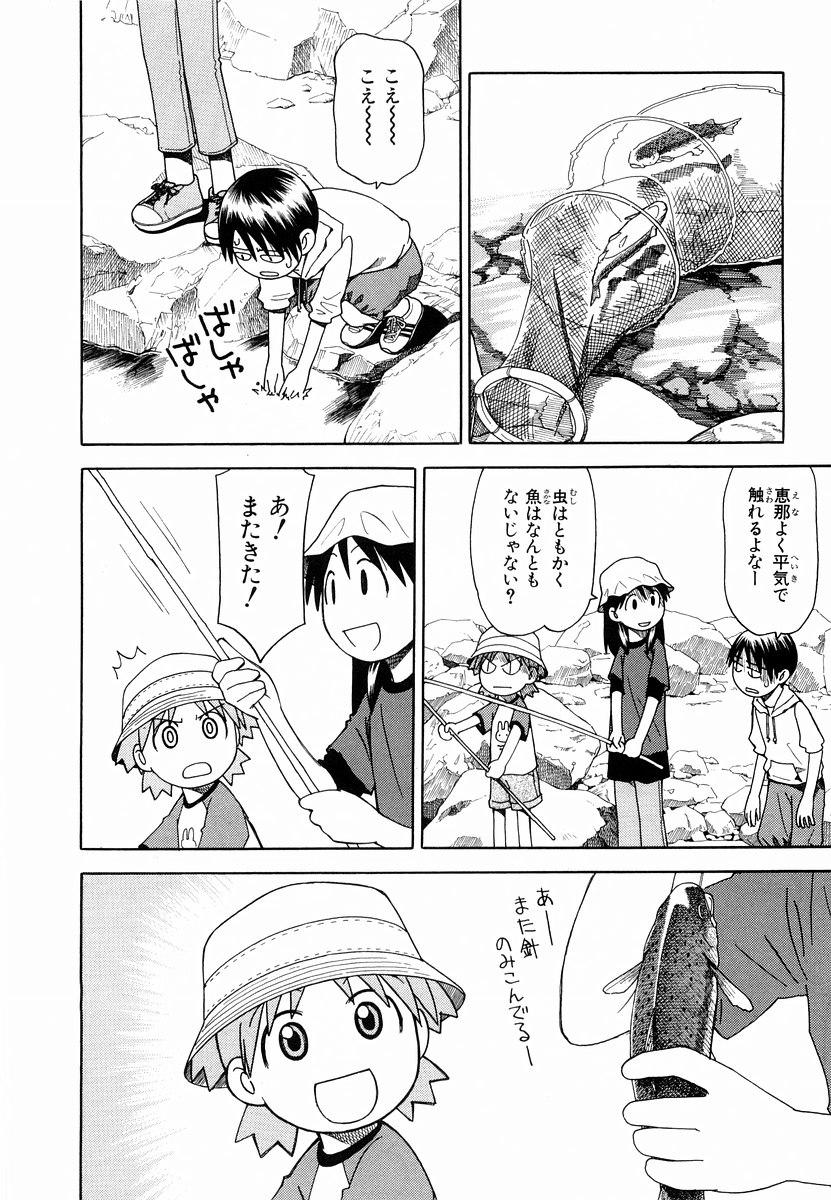 こえ〜〜
こえ〜〜
ばしゃ
ばしゃ
恵那よく平気で
触れるよなー
虫はともかく
魚はなんとも
ないじゃない?
あ!
またきた!
あー
また針
のみこんでるー